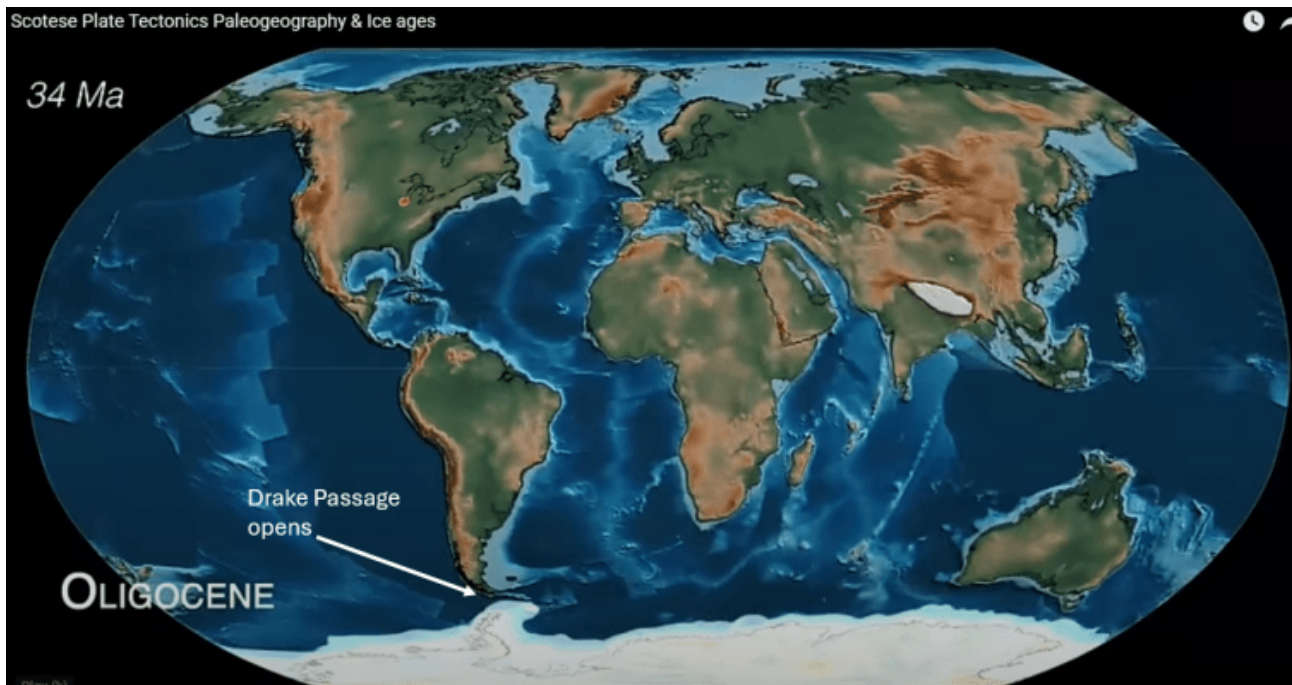 Scotese Plate Tectonics Paleogeography & Ice ages
34 Ma
Drake Passage
opens
OLIGOCENE